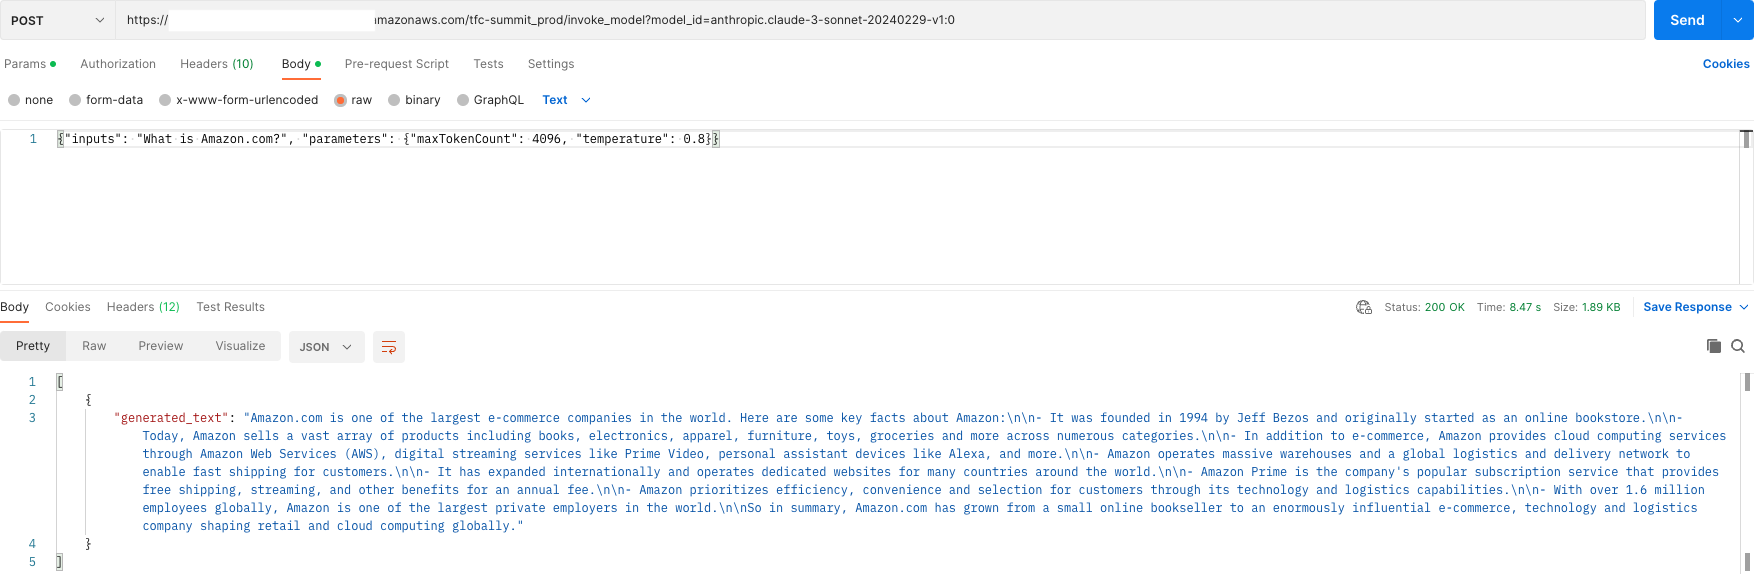 POST
https:// mazonaws.com/tfc-summit_prod/invoke_model?model_id=anthropic.claude-3-sonnet-20240229-v1:0
Send
Params Authorization Headers (10) Body Pre-request Script Tests Settings Cookies
none form-data x-www-form-urlencoded raw binary GraphQL Text
1 {"inputs": "What is Amazon.com?", "parameters": {"maxTokenCount": 4096, "temperature": 0.8}}
Body Cookies Headers (12) Test Results Status: 200 OK Time: 8.47 s Size: 1.89 KB Save Response
Pretty Raw Preview Visualize JSON
1 [
2 {
3 "generated_text": "Amazon.com is one of the largest e-commerce companies in the world. Here are some key facts about Amazon:\n\n- It was founded in 1994 by Jeff Bezos and originally started as an online bookstore.\n\n-
Today, Amazon sells a vast array of products including books, electronics, apparel, furniture, toys, groceries and more across numerous categories.\n\n- In addition to e-commerce, Amazon provides cloud computing services
through Amazon Web Services (AWS), digital streaming services like Prime Video, personal assistant devices like Alexa, and more.\n\n- Amazon operates massive warehouses and a global logistics and delivery network to
enable fast shipping for customers.\n\n- It has expanded internationally and operates dedicated websites for many countries around the world.\n\n- Amazon Prime is the company's popular subscription service that provides
free shipping, streaming, and other benefits for an annual fee.\n\n- Amazon prioritizes efficiency, convenience and selection for customers through its technology and logistics capabilities.\n\n- With over 1.6 million
employees globally, Amazon is one of the largest private employers in the world.\n\nSo in summary, Amazon.com has grown from a small online bookseller to an enormously influential e-commerce, technology and logistics
company shaping retail and cloud computing globally."
4 }
5 ]